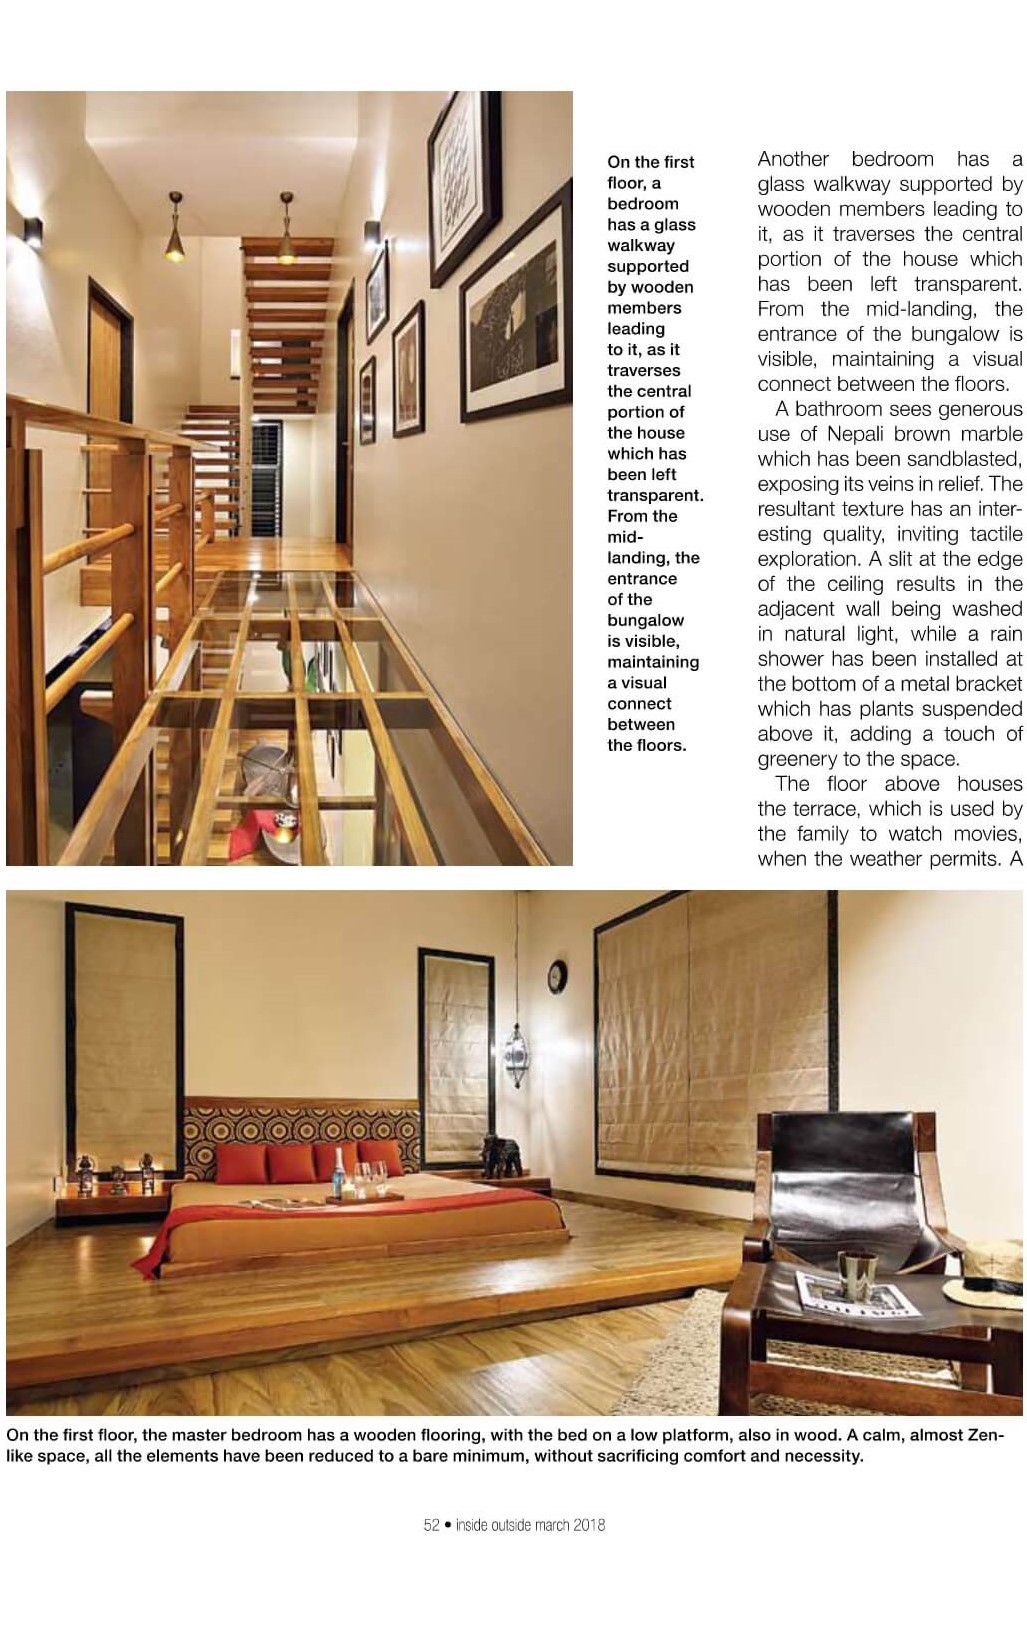 On the first
floor, a
bedroom
has a glass
walkway
supported
by wooden
members
leading
to it, as it
traverses
the central
portion of
the house
which has
been left
transparent.
From the
mid-
landing, the
entrance
of the
bungalow
is visible,
maintaining
a visual
connect
between
the floors.
Another bedroom has a
glass walkway supported by
wooden members leading to
it, as it traverses the central
portion of the house which
has been left transparent.
From the mid-landing, the
entrance of the bungalow is
visible, maintaining a visual
connect between the floors.
A bathroom sees generous
use of Nepali brown marble
which has been sandblasted,
exposing its veins in relief. The
resultant texture has an inter-
esting quality, inviting tactile
exploration. A slit at the edge
of the ceiling results in the
adjacent wall being washed
in natural light, while a rain
shower has been installed at
the bottom of a metal bracket
which has plants suspended
above it, adding a touch of
greenery to the space.
The floor above houses
the terrace, which is used by
the family to watch movies,
when the weather permits. A
On the first floor, the master bedroom has a wooden flooring, with the bed on a low platform, also in wood. A calm, almost Zen-
like space, all the elements have been reduced to a bare minimum, without sacrificing comfort and necessity.
52 • inside outside march 2018